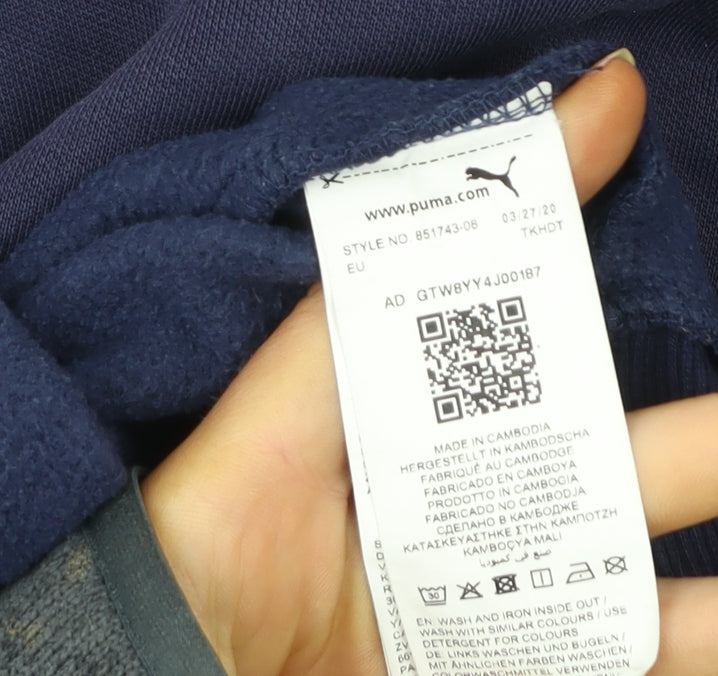 www.puma.com
STYLE NO. 851743-06 03/27/20
EU TKHDT
AD GTW8YY4J00187
MADE IN CAMBODIA
HERGESTELLT IN KAMBODSCHA
FABRIQUÉ AU CAMBODGE
FABRICADO EN CAMBOYA
PRODOTTO IN CAMBOGIA
FABRICADO NO CAMBODJA
СДЕЛАНО В КАМБОДЖЕ
ΚΑΤΑΣΚΕΥΑΣΤΗΚΕ ΣΤΗΝ ΚΑΜΠΟΤΖΗ
KAMBOÇYA MALI
صنع في كمبوديا
30
EN WASH AND IRON INSIDE OUT /
WASH WITH SIMILAR COLOURS / USE
DETERGENT FOR COLOURS
DE LINKS WASCHEN UND BÜGELN /
MIT ÄHNLICHEN FARBEN WASCHEN /
COLORWASCHMITTEL VERWENDEN